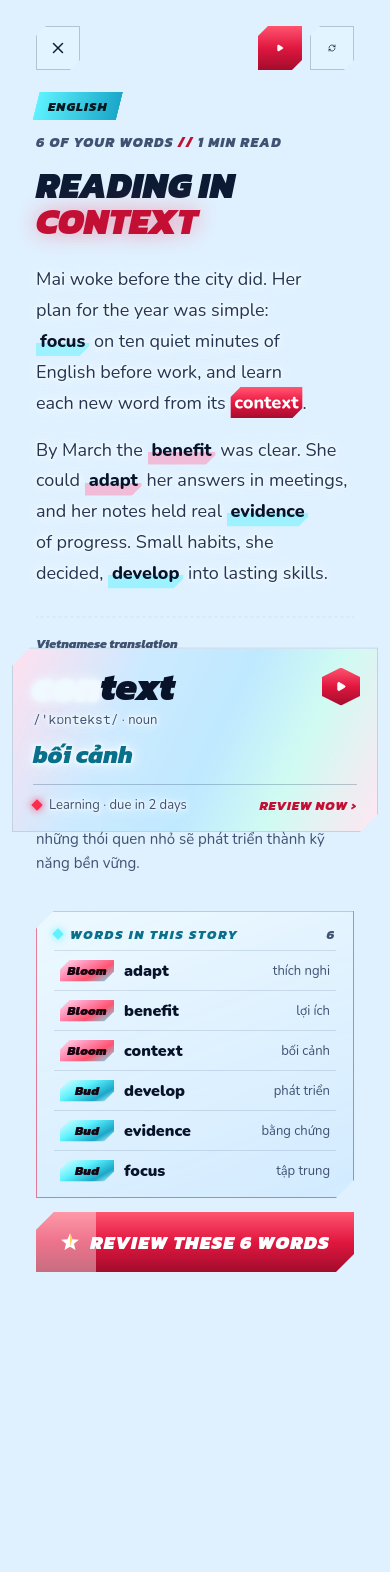 ENGLISH
6 OF YOUR WORDS // 1 MIN READ
READING IN
CONTEXT
Mai woke before the city did. Her
plan for the year was simple:
focus on ten quiet minutes of
English before work, and learn
each new word from its context.
By March the benefit was clear. She
could adapt her answers in meetings,
and her notes held real evidence
of progress. Small habits, she
decided, develop into lasting skills.
Vietnamese translation
context
/ˈkɒntekst/ · noun
bối cảnh
Learning · due in 2 days
REVIEW NOW ›
những thói quen nhỏ sẽ phát triển thành kỹ
năng bền vững.
WORDS IN THIS STORY 6
Bloom adapt thích nghi
Bloom benefit lợi ích
Bloom context bối cảnh
Bud develop phát triển
Bud evidence bằng chứng
Bud focus tập trung
REVIEW THESE 6 WORDS